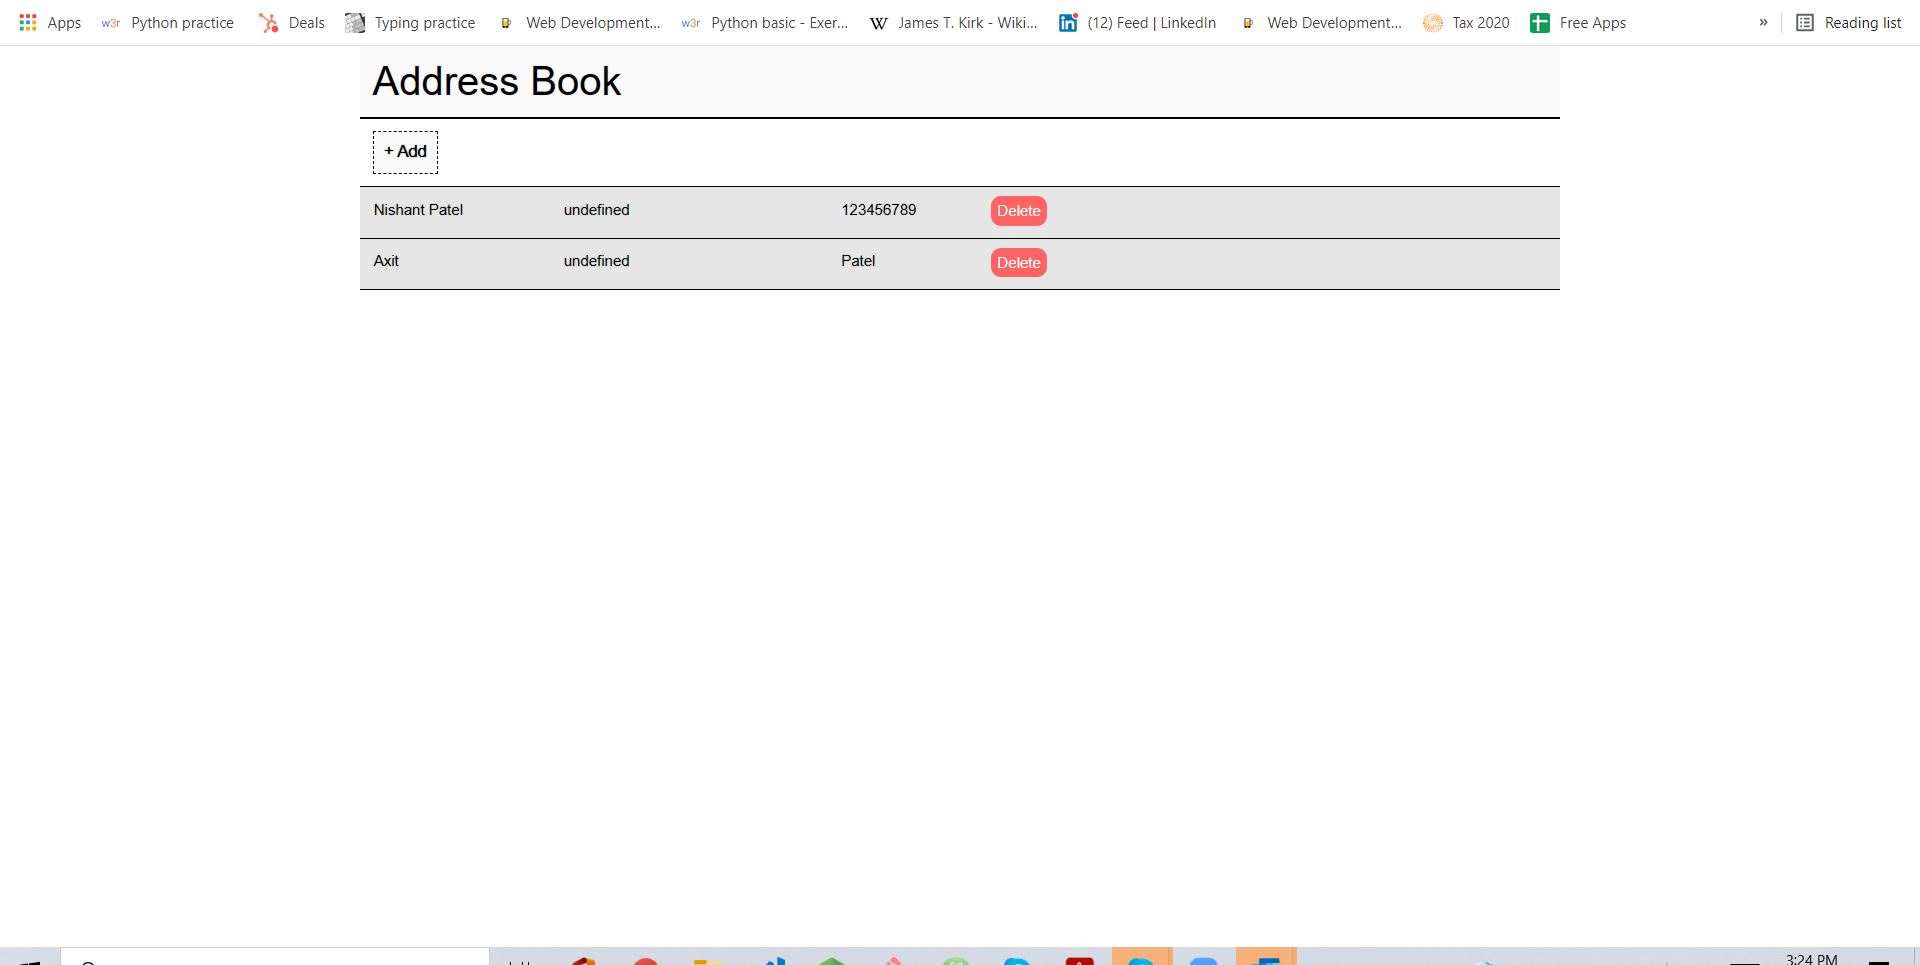 Apps w3r Python practice Deals Typing practice Web Development... w3r Python basic - Exer... W James T. Kirk - Wiki... in (12) Feed | LinkedIn Web Development... Tax 2020 Free Apps » Reading list
Address Book
+ Add
Nishant Patel undefined 123456789 Delete
Axit undefined Patel Delete
3:24 PM